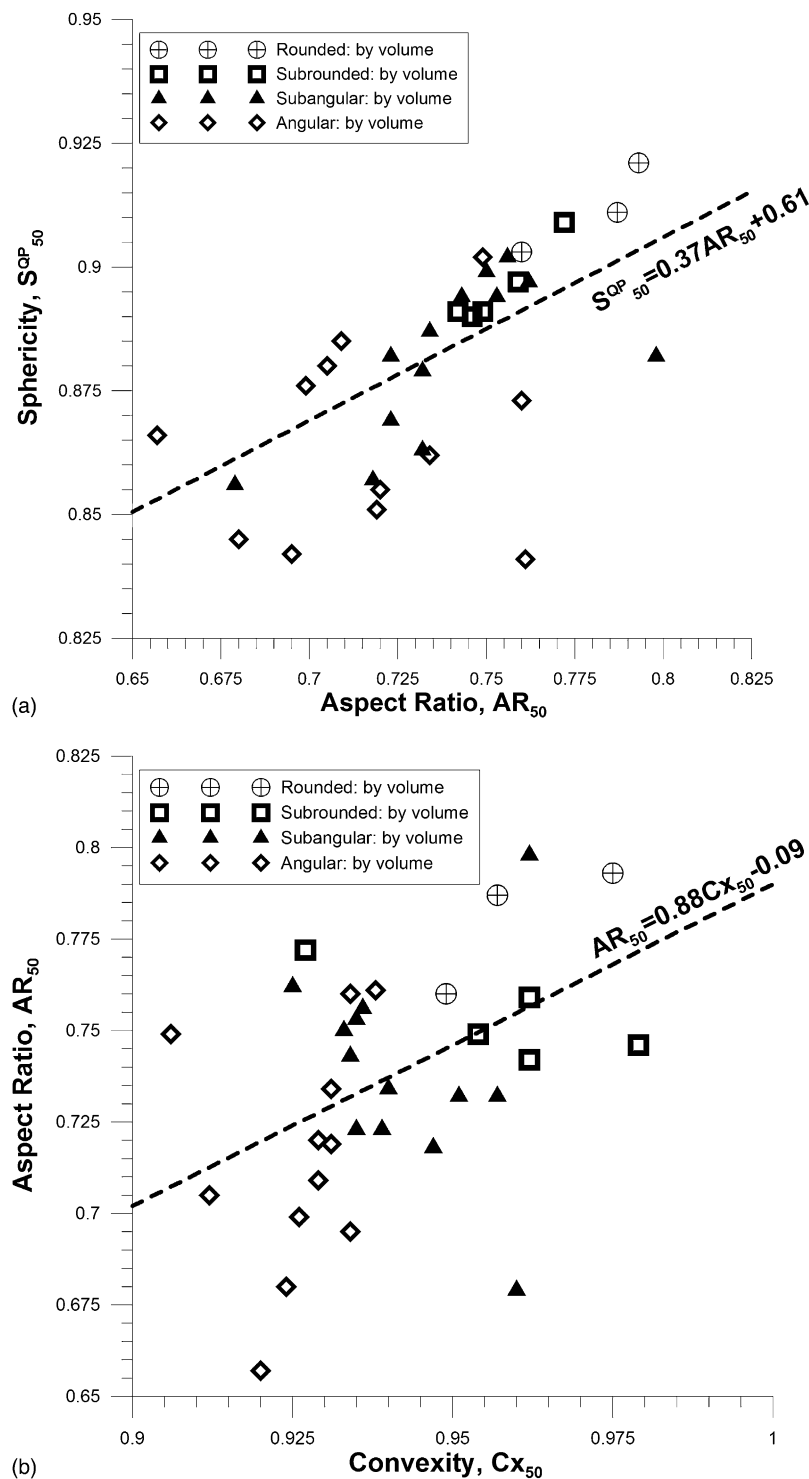 0.95
Rounded: by volume
Subrounded: by volume
Subangular: by volume
Angular: by volume
0.925
0.9
0.875
0.85
0.825
Sphericity, S^QP_50
S^QP_50=0.37AR_50+0.61
0.65 0.675 0.7 0.725 0.75 0.775 0.8 0.825
(a) Aspect Ratio, AR_50
0.825
Rounded: by volume
Subrounded: by volume
Subangular: by volume
Angular: by volume
0.8
0.775
0.75
0.725
0.7
0.675
0.65
Aspect Ratio, AR_50
AR_50=0.88Cx_50-0.09
0.9 0.925 0.95 0.975 1
(b) Convexity, Cx_50